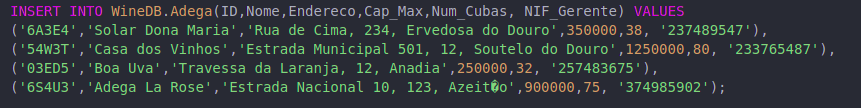 INSERT INTO WineDB.Adega(ID,Nome,Endereco,Cap_Max,Num_Cubas, NIF_Gerente) VALUES
('6A3E4','Solar Dona Maria','Rua de Cima, 234, Ervedosa do Douro',350000,38, '237489547'),
('54W3T','Casa dos Vinhos','Estrada Municipal 501, 12, Soutelo do Douro',1250000,80, '233765487'),
('03ED5','Boa Uva','Travessa da Laranja, 12, Anadia',250000,32, '257483675'),
('6S4U3','Adega La Rose','Estrada Nacional 10, 123, Azeit�o',900000,75, '374985902');